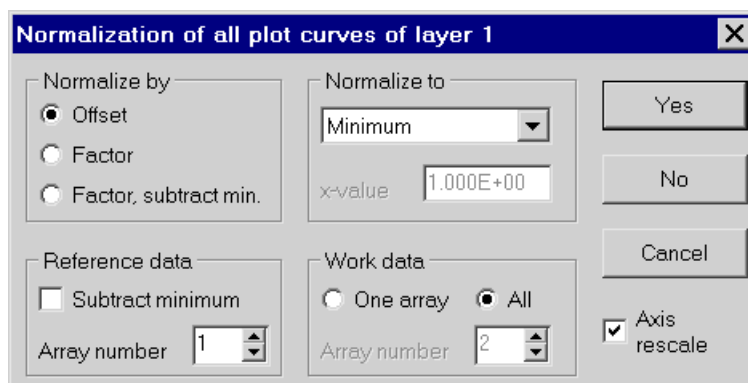 Normalization of all plot curves of layer 1
Normalize by
Offset
Factor
Factor, subtract min.
Normalize to
Minimum
x-value 1.000E+00
Reference data
Subtract minimum
Array number 1
Work data
One array All
Array number 2
Yes
No
Cancel
Axis
rescale